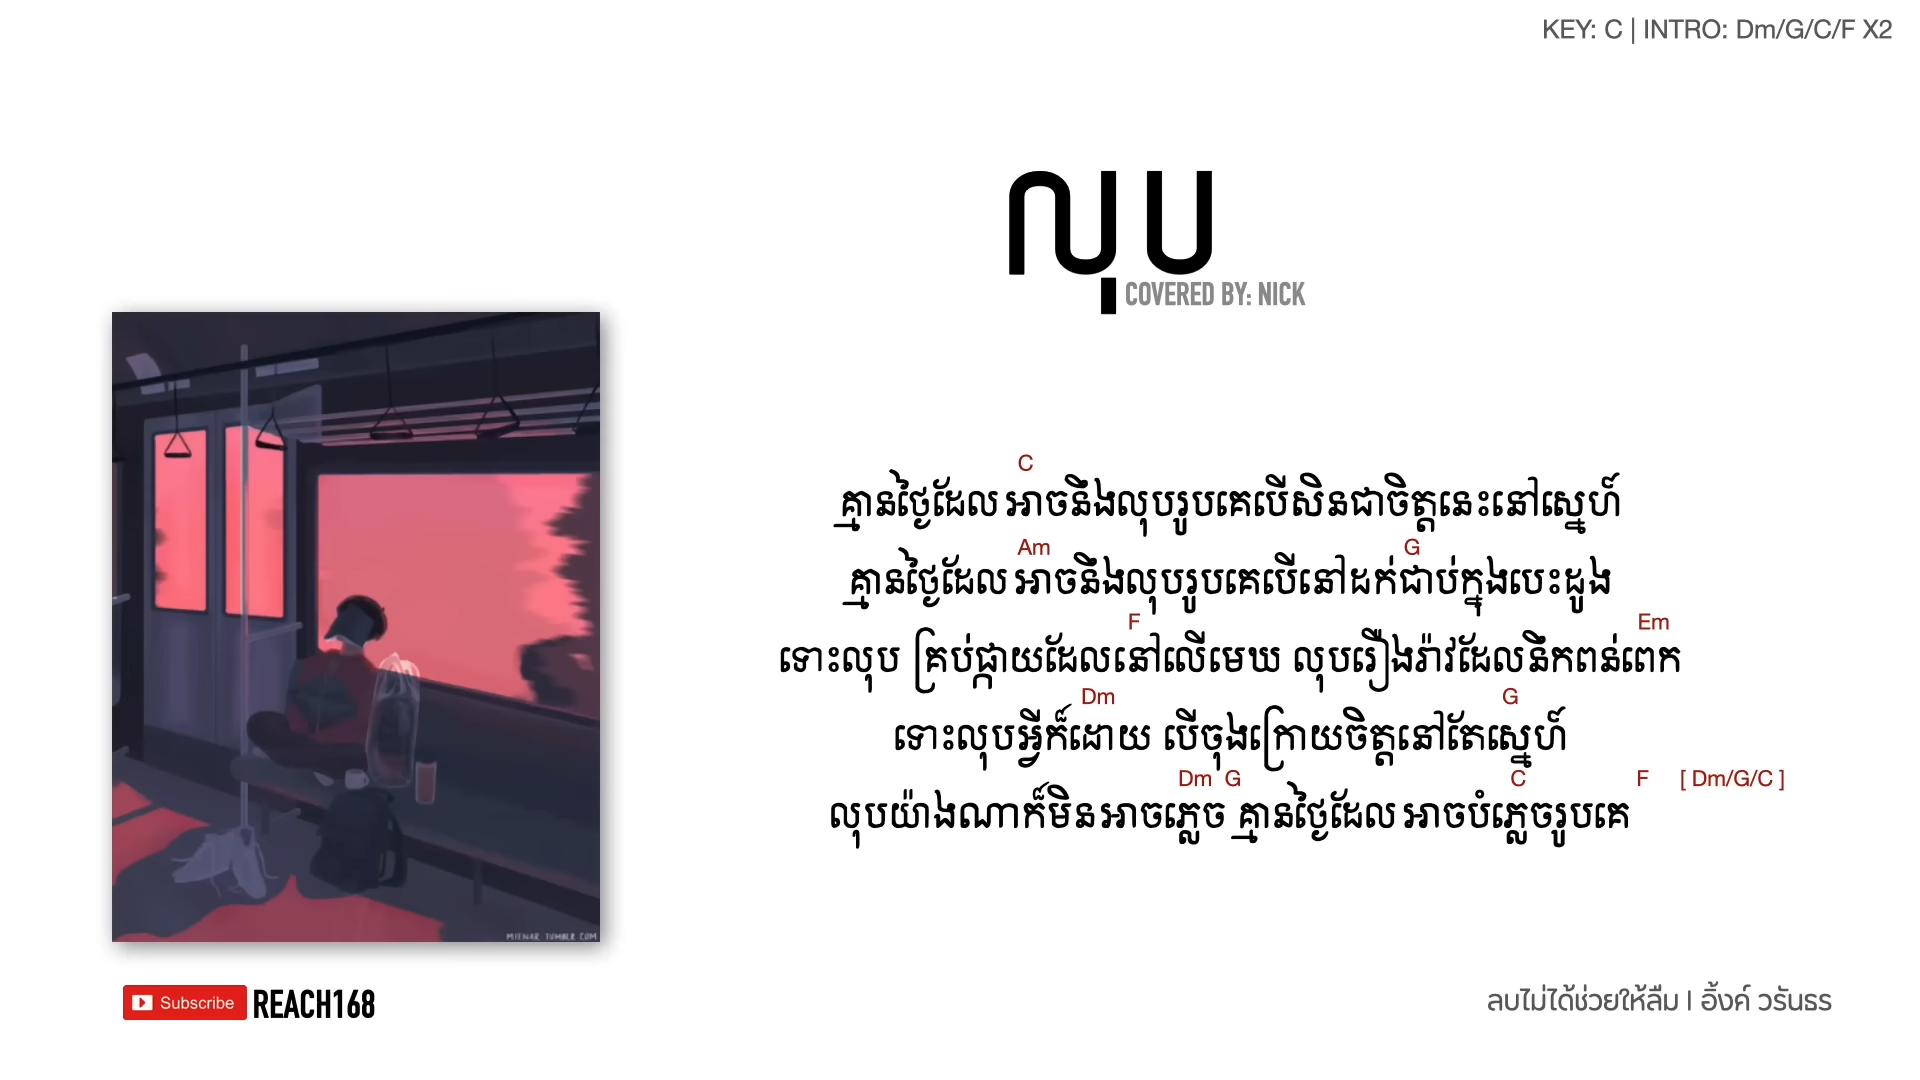 KEY: C | INTRO: Dm/G/C/F X2
លុប
COVERED BY: NICK
C
គ្មានថ្ងៃដែលអាចនឹងលុបរូបគេបើសិនជាចិត្តនេះនៅស្នេហ៍
Am G
គ្មានថ្ងៃដែលអាចនឹងលុបរូបគេបើនៅដក់ជាប់ក្នុងបេះដូង
F Em
ទោះលុប គ្រប់ផ្កាយដែលនៅលើមេឃ លុបរឿងរ៉ាវដែលនឹកពន់ពេក
Dm G
ទោះលុបអ្វីក៏ដោយ បើចុងក្រោយចិត្តនៅតែស្នេហ៍
Dm G C F [ Dm/G/C ]
លុបយ៉ាងណាក៏មិនអាចភ្លេច គ្មានថ្ងៃដែលអាចបំភ្លេចរូបគេ
MIENAR.TUMBLR.COM
Subscribe REACH168
ลบไม่ได้ช่วยให้ลืม l อิ้งค์ วรันธร